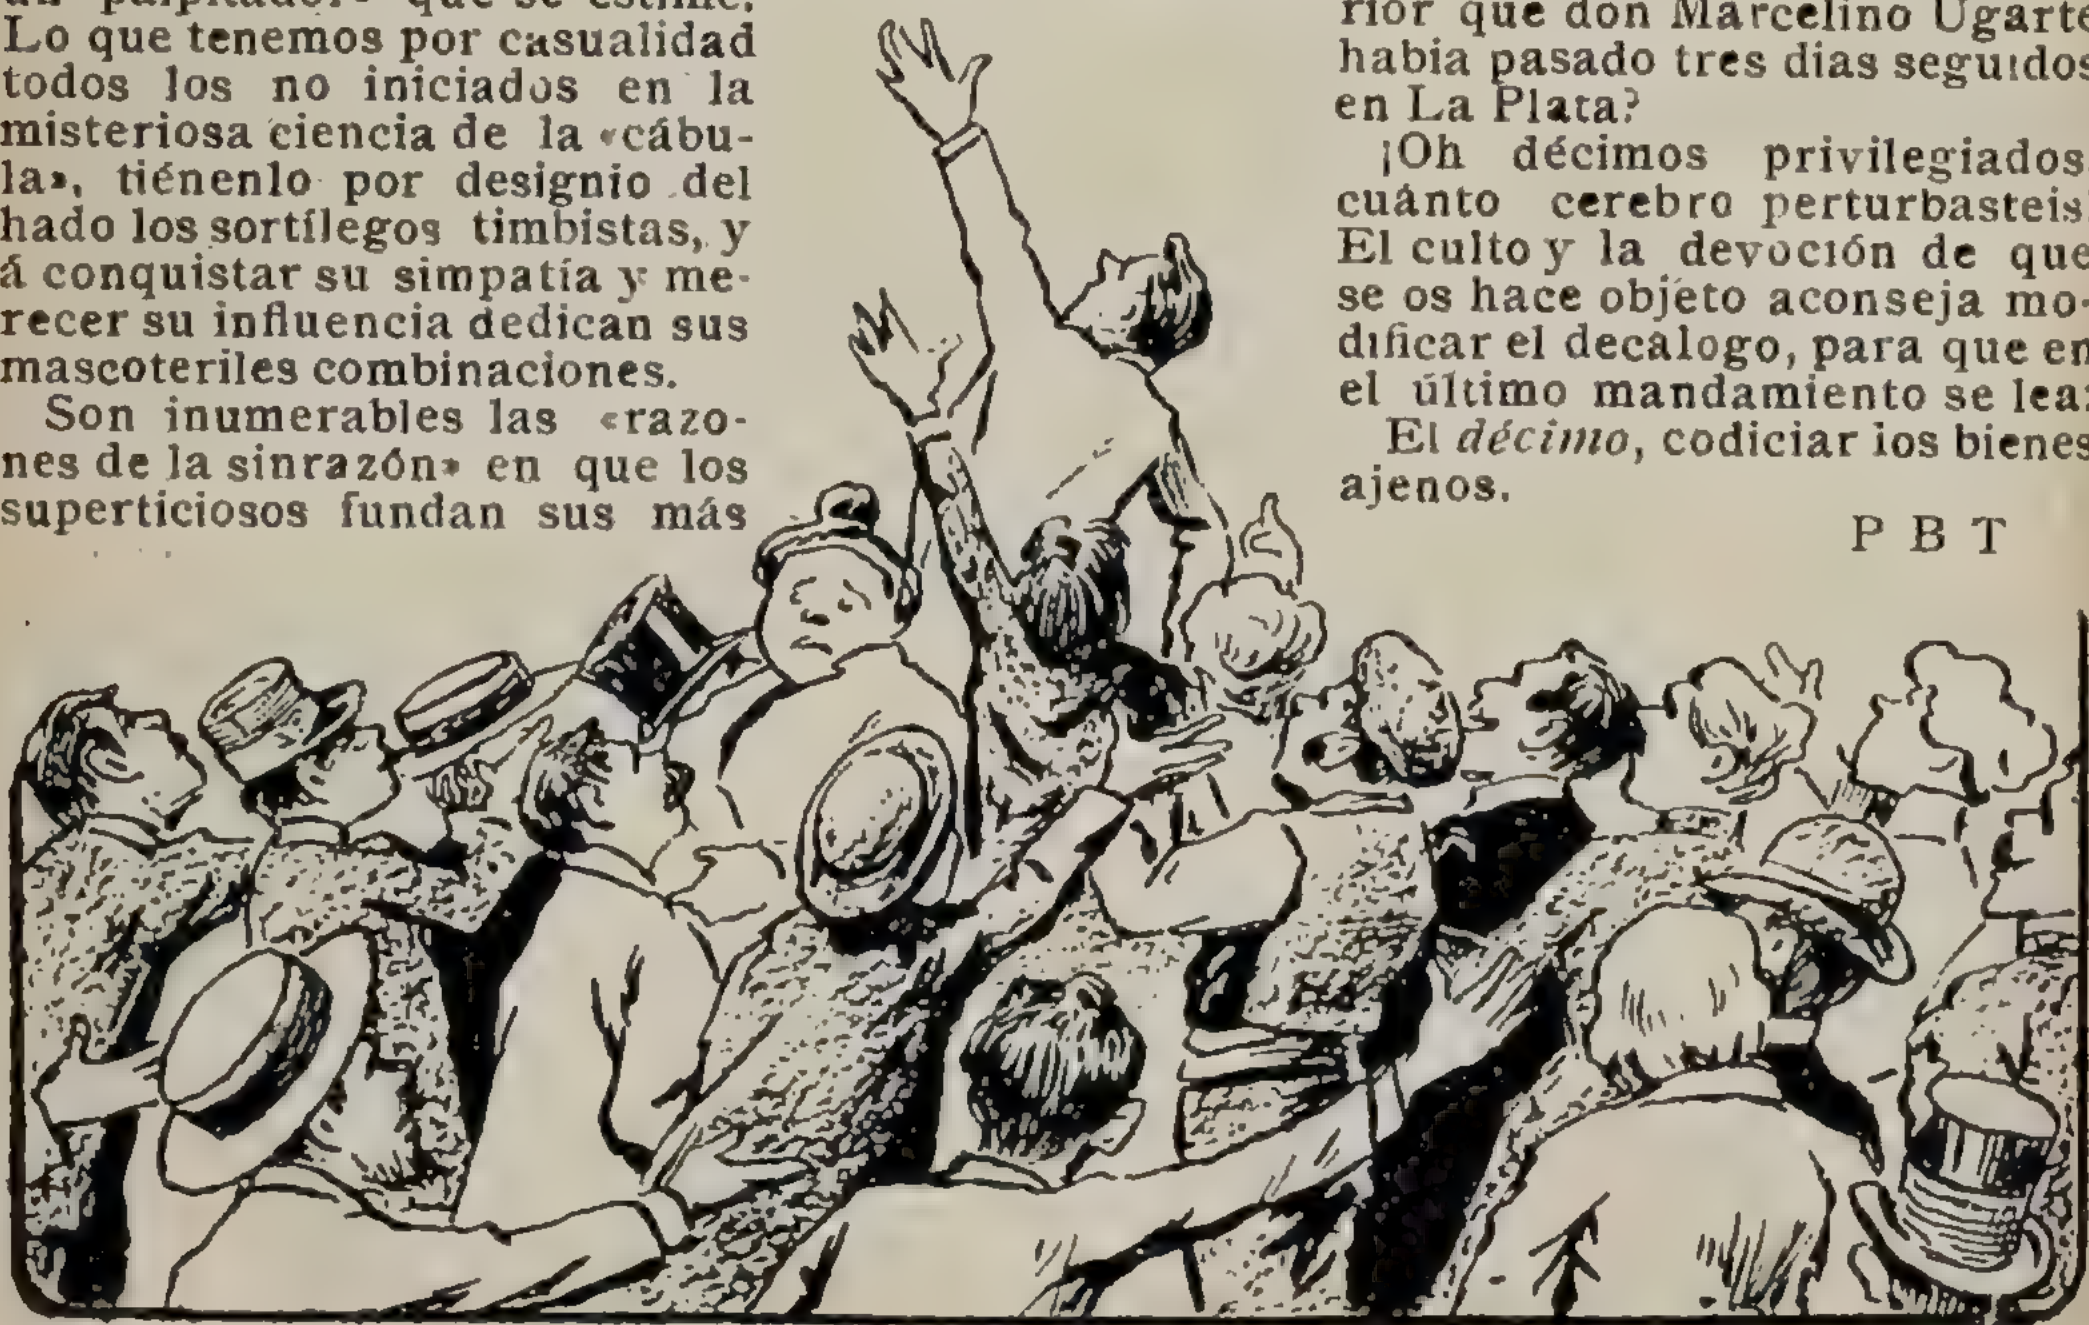 que se estime.
Lo que tenemos por casualidad
todos los no iniciados en la
misteriosa ciencia de la «cábu-
la», tiénenlo por designio del
hado los sortílegos timbistas, y
á conquistar su simpatía y me-
recer su influencia dedican sus
mascoteriles combinaciones.
Son inumerables las «razo-
nes de la sinrazón» en que los
superticiosos fundan sus más
rior que don Marcelino Ugarte
habia pasado tres dias seguidos
en La Plata?
¡Oh décimos privilegiados
cuánto cerebro perturbasteis
El culto y la devoción de que
se os hace objeto aconseja mo-
dificar el decálogo, para que en
el último mandamiento se lea:
El décimo, codiciar los bienes
ajenos.
P B T